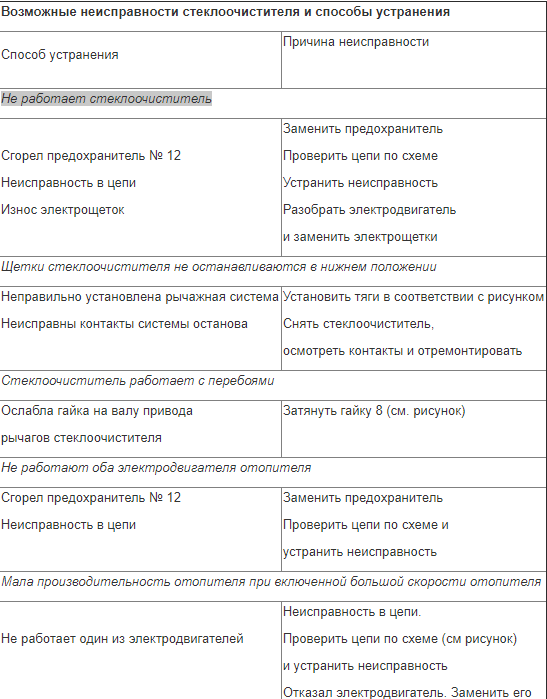 Возможные неисправности стеклоочистителя и способы устранения
Способ устранения
Причина неисправности
Не работает стеклоочиститель
Сгорел предохранитель № 12
Неисправность в цепи
Износ электрощеток
Заменить предохранитель
Проверить цепи по схеме
Устранить неисправность
Разобрать электродвигатель
и заменить электрощетки
Щетки стеклоочистителя не останавливаются в нижнем положении
Неправильно установлена рычажная система
Неисправны контакты системы останова
Установить тяги в соответствии с рисунком
Снять стеклоочиститель,
осмотреть контакты и отремонтировать
Стеклоочиститель работает с перебоями
Ослабла гайка на валу привода
рычагов стеклоочистителя
Затянуть гайку 8 (см. рисунок)
Не работают оба электродвигателя отопителя
Сгорел предохранитель № 12
Неисправность в цепи
Заменить предохранитель
Проверить цепи по схеме и
устранить неисправность
Мала производительность отопителя при включенной большой скорости отопителя
Не работает один из электродвигателей
Неисправность в цепи.
Проверить цепи по схеме (см рисунок)
и устранить неисправность
Отказал электродвигатель. Заменить его